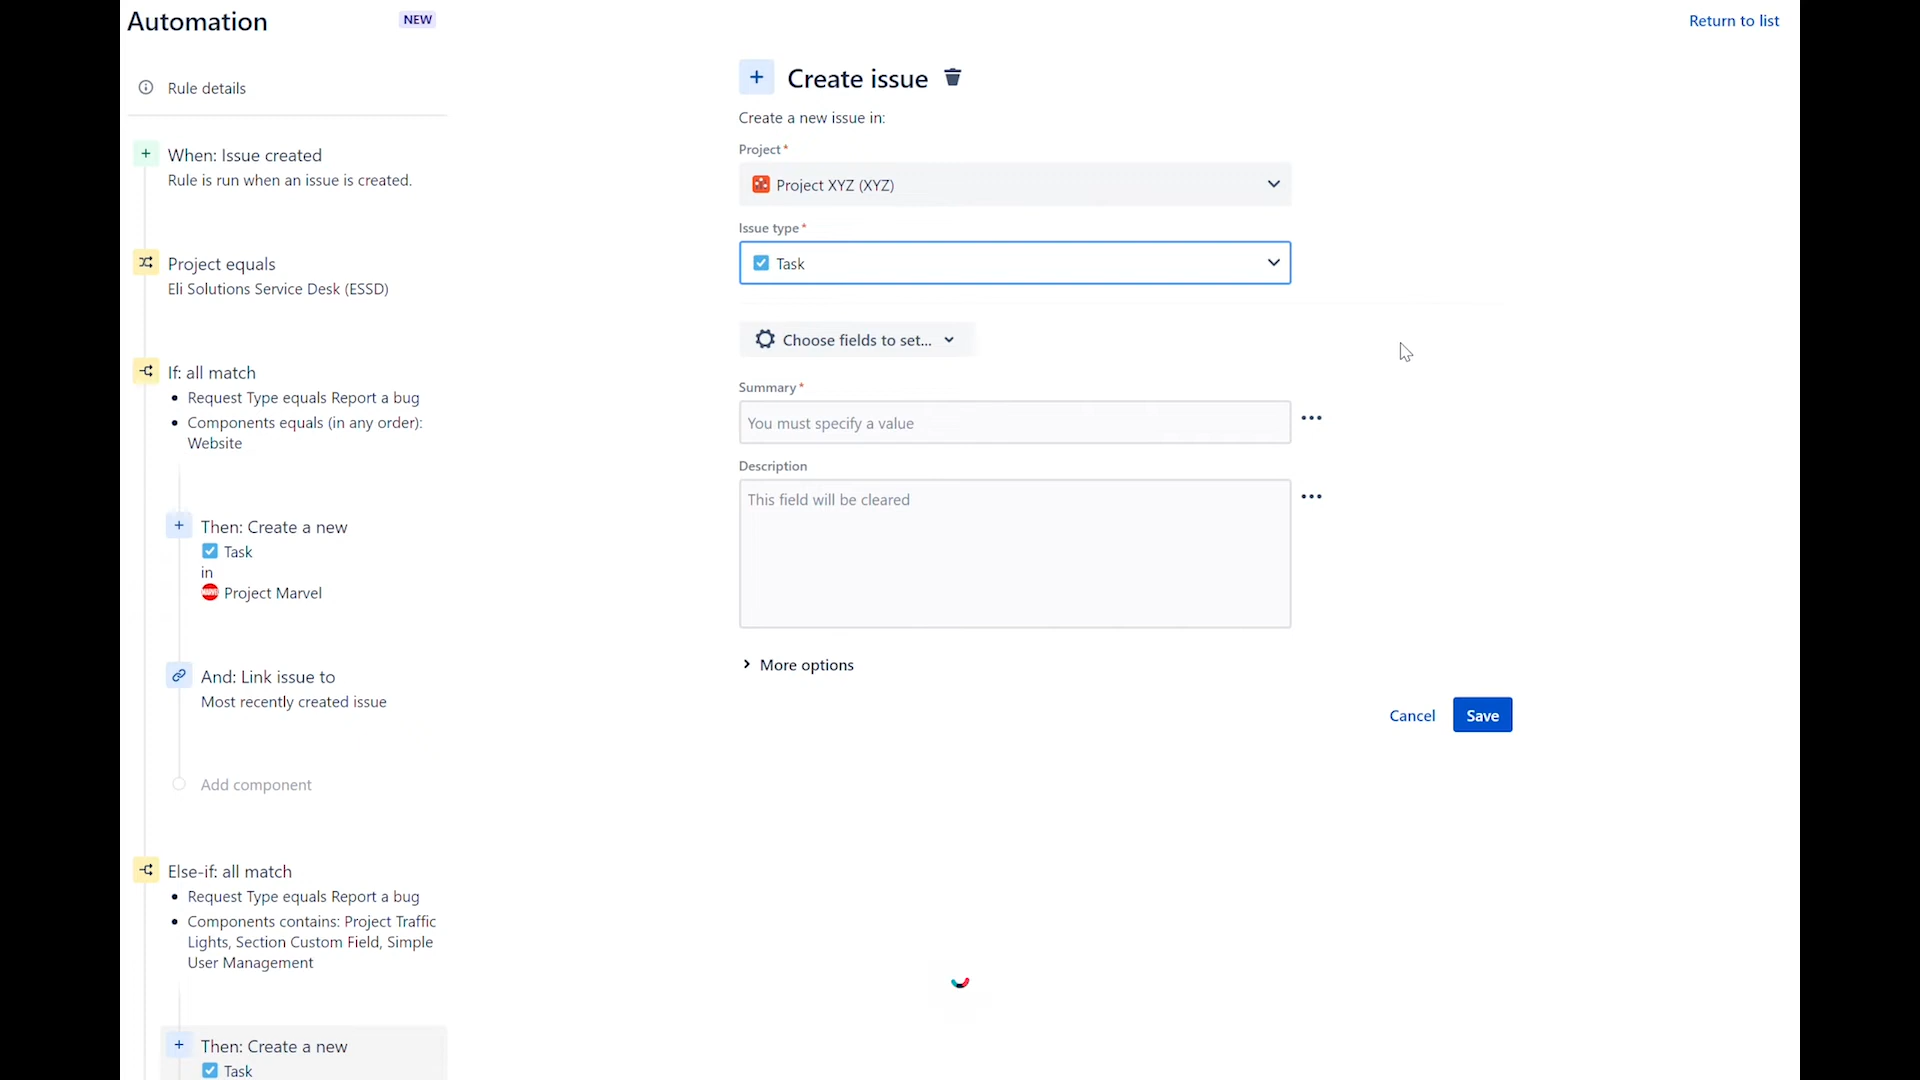 Automation
NEW
Return to list
Rule details
When: Issue created
Rule is run when an issue is created.
Project equals
Eli Solutions Service Desk (ESSD)
If: all match
Request Type equals Report a bug
Components equals (in any order):
Website
Then: Create a new
Task
in
MARVEL
Project Marvel
And: Link issue to
Most recently created issue
Add component
Else-if: all match
Request Type equals Report a bug
Components contains: Project Traffic
Lights, Section Custom Field, Simple
User Management
Then: Create a new
Task
Create issue
Create a new issue in:
Project*
Project XYZ (XYZ)
Issue type*
Task
Choose fields to set...
Summary*
You must specify a value
Description
This field will be cleared
More options
Cancel
Save